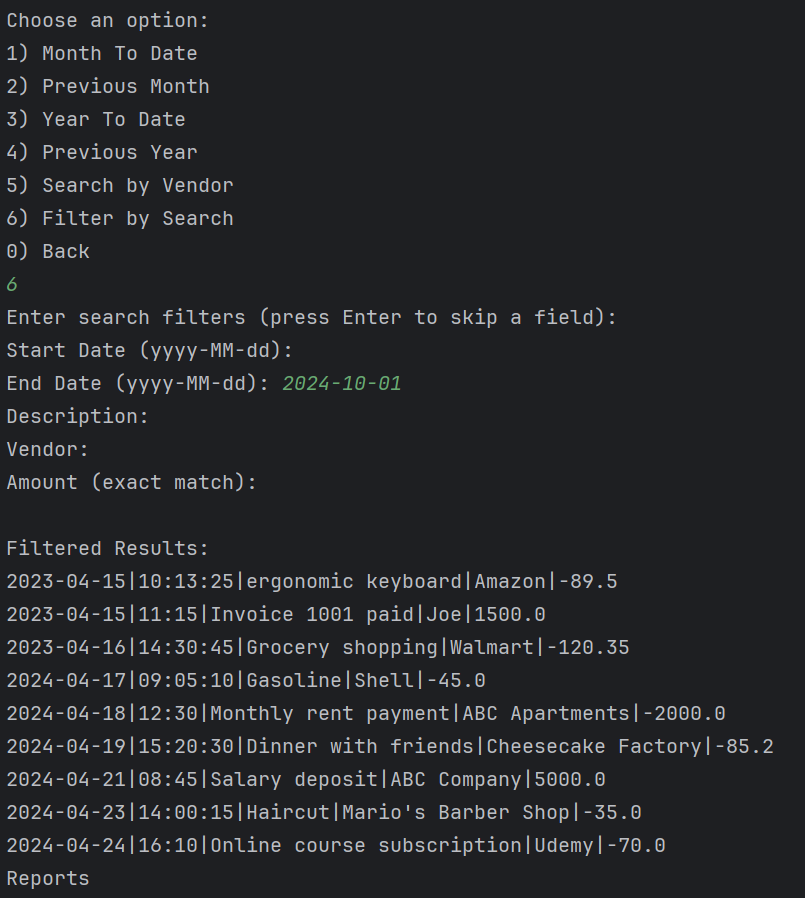 Choose an option:
1) Month To Date
2) Previous Month
3) Year To Date
4) Previous Year
5) Search by Vendor
6) Filter by Search
0) Back
6
Enter search filters (press Enter to skip a field):
Start Date (yyyy-MM-dd):
End Date (yyyy-MM-dd): 2024-10-01
Description:
Vendor:
Amount (exact match):
Filtered Results:
2023-04-15|10:13:25|ergonomic keyboard|Amazon|-89.5
2023-04-15|11:15|Invoice 1001 paid|Joe|1500.0
2023-04-16|14:30:45|Grocery shopping|Walmart|-120.35
2024-04-17|09:05:10|Gasoline|Shell|-45.0
2024-04-18|12:30|Monthly rent payment|ABC Apartments|-2000.0
2024-04-19|15:20:30|Dinner with friends|Cheesecake Factory|-85.2
2024-04-21|08:45|Salary deposit|ABC Company|5000.0
2024-04-23|14:00:15|Haircut|Mario's Barber Shop|-35.0
2024-04-24|16:10|Online course subscription|Udemy|-70.0
Reports